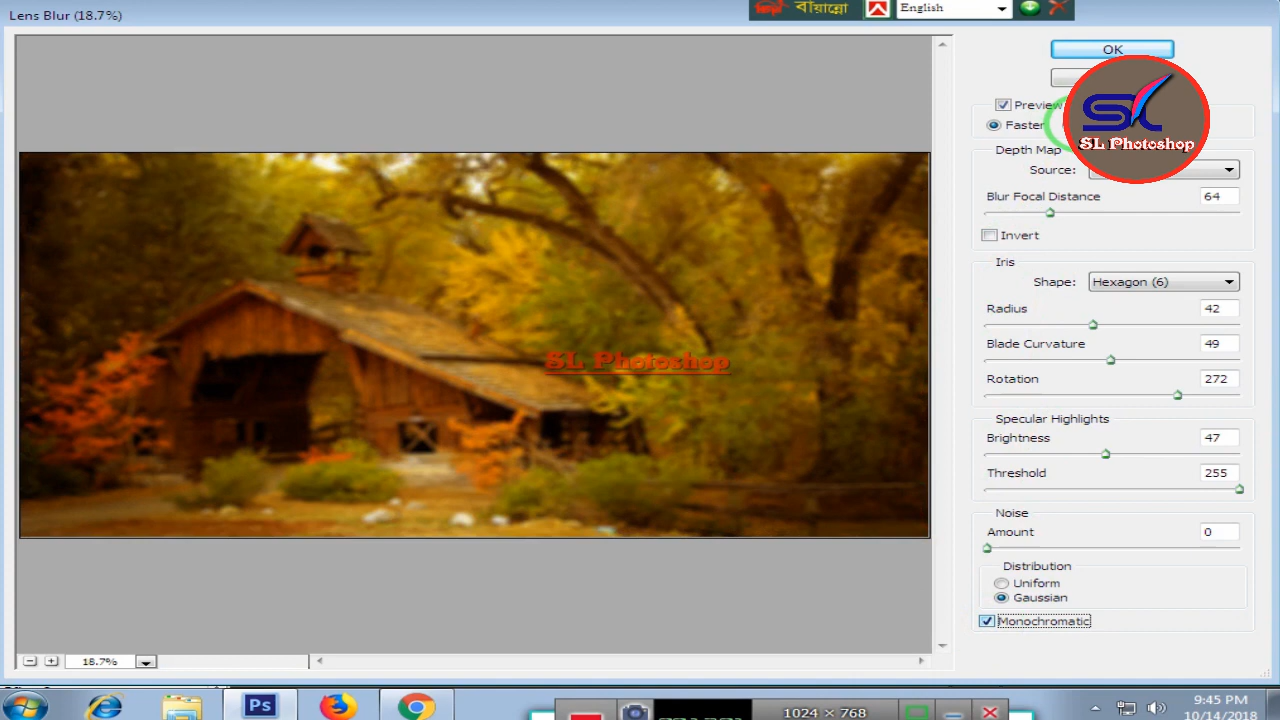 Lens Blur (18.7%)
বাঁয়ান্নো
English
OK
Preview
Faster
SL Photoshop
Depth Map
Source:
Blur Focal Distance 64
Invert
Iris
Shape: Hexagon (6)
Radius 42
Blade Curvature 49
Rotation 272
Specular Highlights
Brightness 47
Threshold 255
Noise
Amount 0
Distribution
Uniform
Gaussian
Monochromatic
SL Photoshop
18.7%
Ps
1024 × 768
9:45 PM
10/14/2018